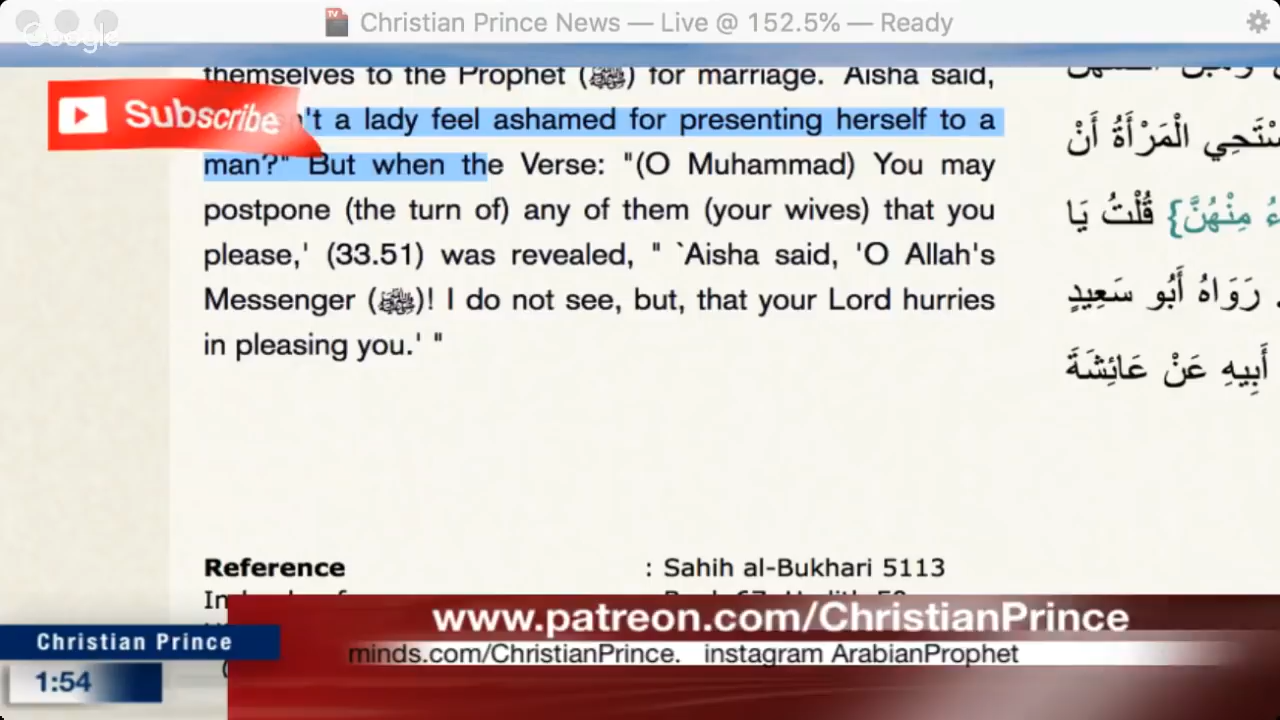 Christian Prince News — Live @ 152.5% — Ready
Google
themselves to the Prophet (ﷺ) for marriage. `Aisha said,
Subscribe
't a lady feel ashamed for presenting herself to a
man?" But when the Verse: "(O Muhammad) You may
postpone (the turn of) any of them (your wives) that you
please,' (33.51) was revealed, " `Aisha said, 'O Allah's
Messenger (ﷺ)! I do not see, but, that your Lord hurries
in pleasing you.' "
الْمَرْأَةُ أَنْ
مِنْهُنَّ} قُلْتُ يَا
رَوَاهُ أَبُو سَعِيدٍ
أَبِيهِ عَنْ عَائِشَةَ
Reference : Sahih al-Bukhari 5113
www.patreon.com/ChristianPrince
Christian Prince
minds.com/ChristianPrince. instagram ArabianProphet
1:54